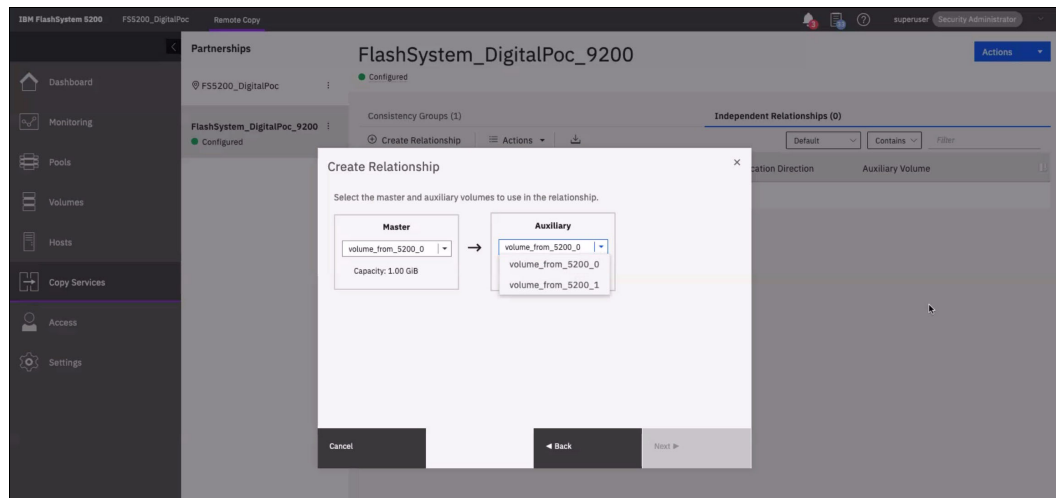 IBM FlashSystem 5200 FS5200_DigitalPoc Remote Copy superuser Security Administrator
Partnerships
FlashSystem_DigitalPoc_9200
Actions
Configured
Dashboard
FS5200_DigitalPoc
Monitoring
FlashSystem_DigitalPoc_9200
Configured
Consistency Groups (1) Independent Relationships (0)
Create Relationship Actions Default Contains Filter
Pools
Create Relationship
cation Direction Auxiliary Volume
Volumes
Select the master and auxiliary volumes to use in the relationship.
Master Auxiliary
Hosts
volume_from_5200_0 volume_from_5200_0
Capacity: 1.00 GiB
volume_from_5200_0
volume_from_5200_1
Copy Services
Access
Settings
Cancel Back Next